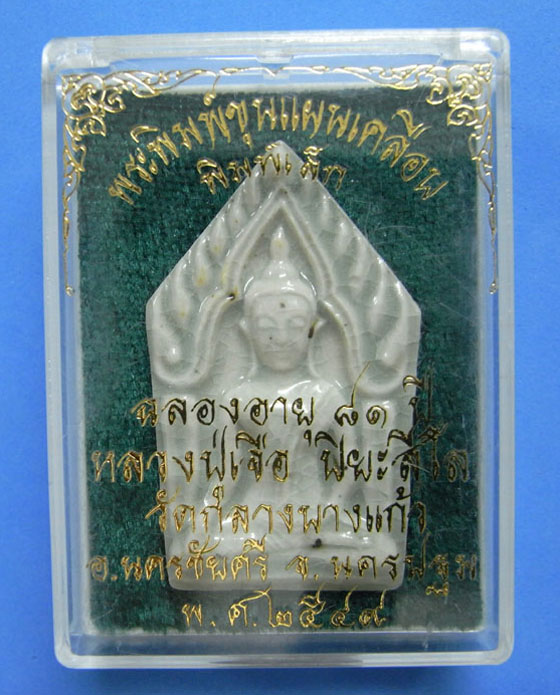 พระพิมพ์ขุนแผนเคลือบ
พิมพ์เล็ก
ฉลองอายุ ๘๑ ปี
หลวงปู่เจือ ปิยะสีโล
วัดกลางบางแก้ว
อ.นครชัยศรี จ.นครปฐม
พ.ศ.๒๕๔๙